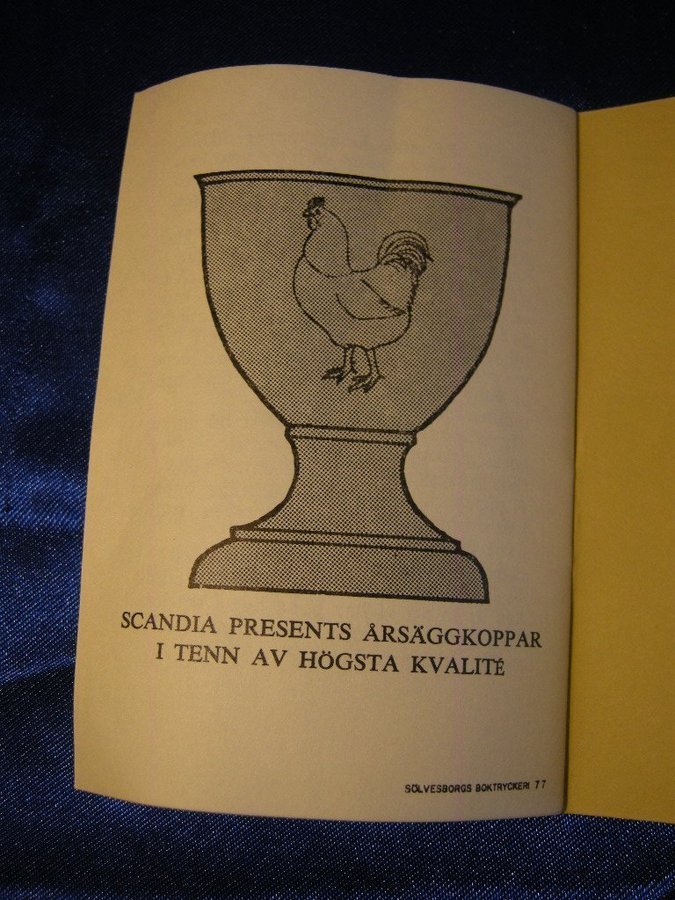 SCANDIA PRESENTS ÅRSÄGGKOPPAR
I TENN AV HÖGSTA KVALITÉ
SÖLVESBORGS BOKTRYCKERI 77